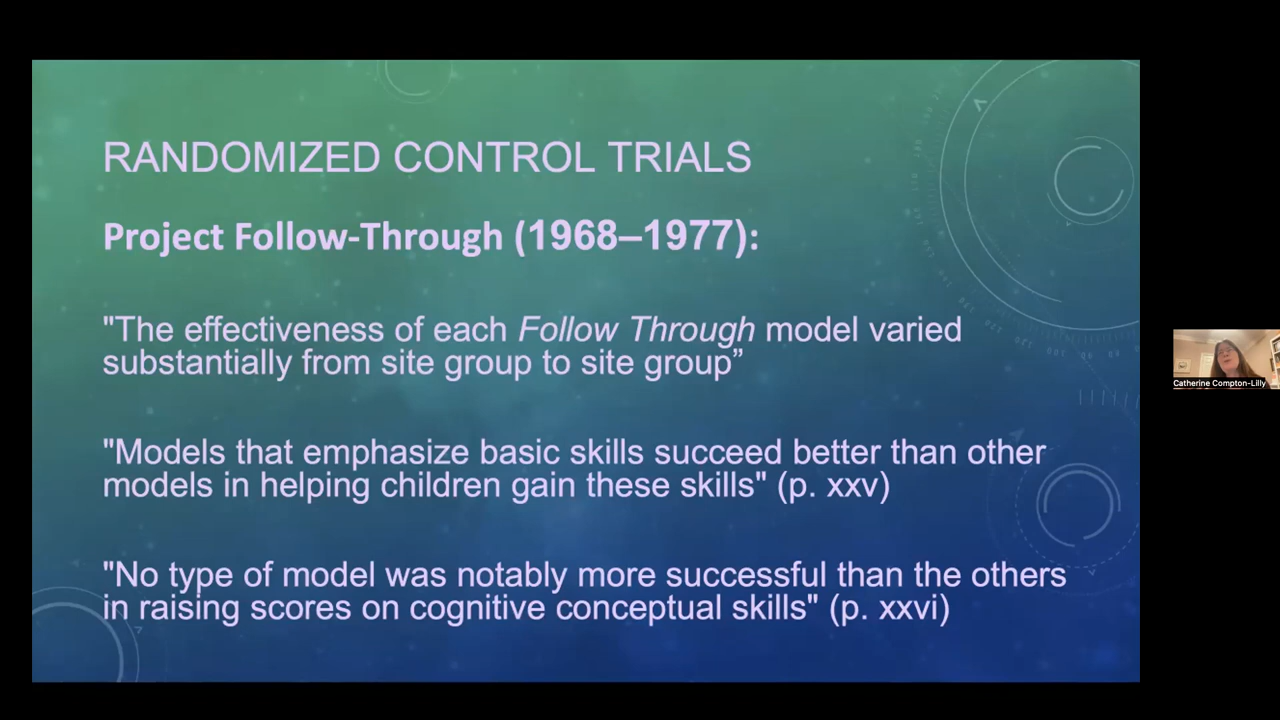 RANDOMIZED CONTROL TRIALS
Project Follow-Through (1968–1977):
"The effectiveness of each Follow Through model varied
substantially from site group to site group”
"Models that emphasize basic skills succeed better than other
models in helping children gain these skills" (p. xxv)
"No type of model was notably more successful than the others
in raising scores on cognitive conceptual skills" (p. xxvi)
Catherine Compton-Lilly